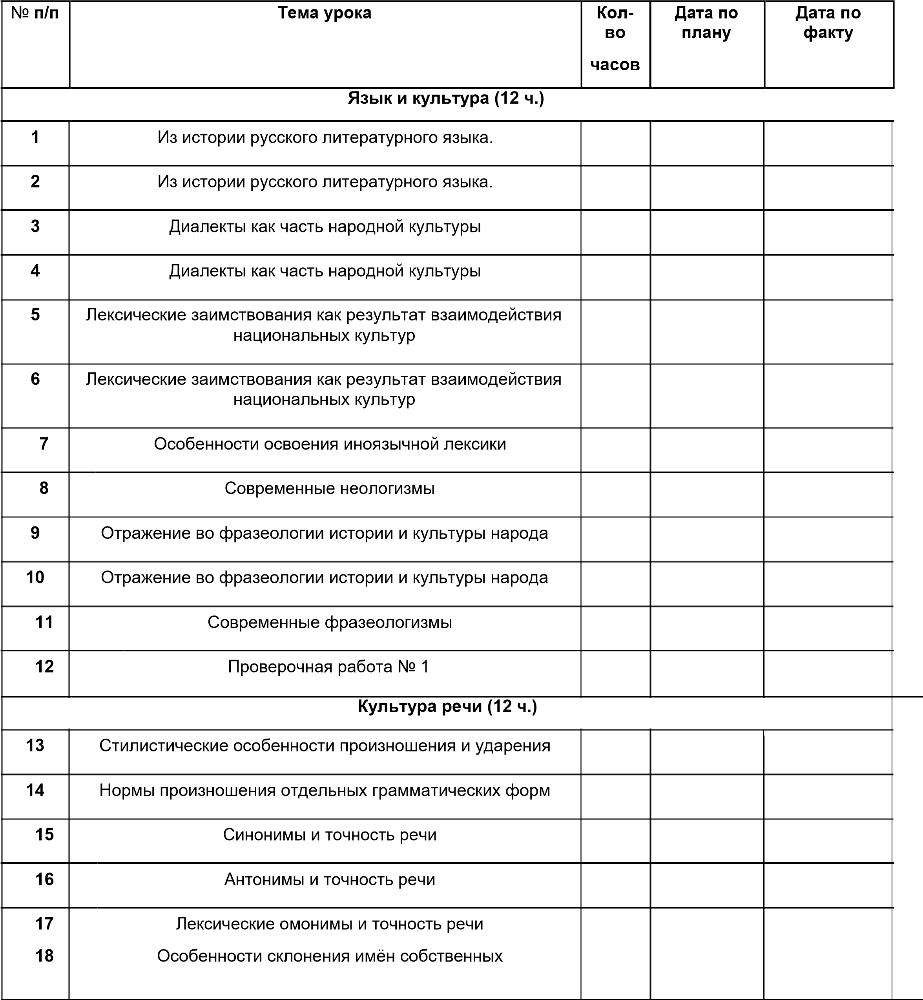 № п/п Тема урока Кол- Дата по Дата по
во плану факту
часов
Язык и культура (12 ч.)
1 Из истории русского литературного языка.
2 Из истории русского литературного языка.
3 Диалекты как часть народной культуры
4 Диалекты как часть народной культуры
5 Лексические заимствования как результат взаимодействия
национальных культур
6 Лексические заимствования как результат взаимодействия
национальных культур
7 Особенности освоения иноязычной лексики
8 Современные неологизмы
9 Отражение во фразеологии истории и культуры народа
10 Отражение во фразеологии истории и культуры народа
11 Современные фразеологизмы
12 Проверочная работа № 1
Культура речи (12 ч.)
13 Стилистические особенности произношения и ударения
14 Нормы произношения отдельных грамматических форм
15 Синонимы и точность речи
16 Антонимы и точность речи
17 Лексические омонимы и точность речи
18 Особенности склонения имён собственных